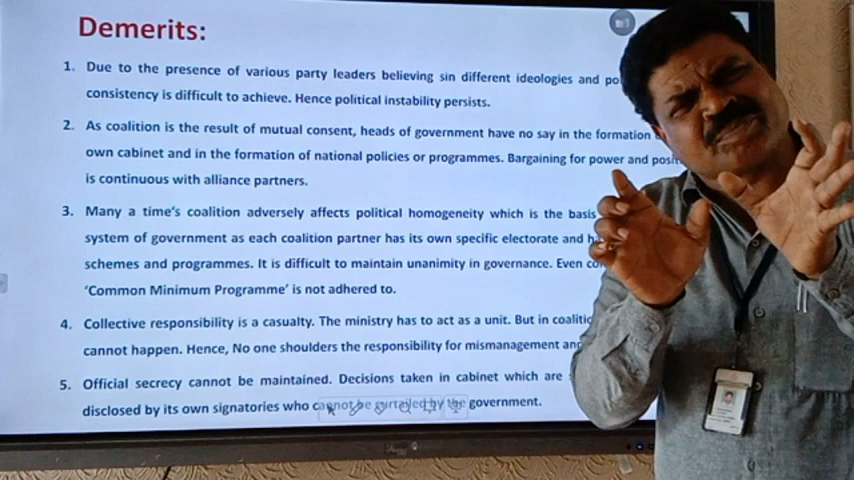 Demerits:
1. Due to the presence of various party leaders believing sin different ideologies and
consistency is difficult to achieve. Hence political instability persists.
2. As coalition is the result of mutual consent, heads of government have no say in the formation
own cabinet and in the formation of national policies or programmes. Bargaining for power and
is continuous with alliance partners.
3. Many a time's coalition adversely affects political homogeneity which is the basis
system of government as each coalition partner has its own specific electorate and
schemes and programmes. It is difficult to maintain unanimity in governance. Even
'Common Minimum Programme' is not adhered to.
4. Collective responsibility is a casualty. The ministry has to act as a unit. But in
cannot happen. Hence, No one shoulders the responsibility for mismanagement
5. Official secrecy cannot be maintained. Decisions taken in cabinet which are
disclosed by its own signatories who cannot be curtailed by the government.